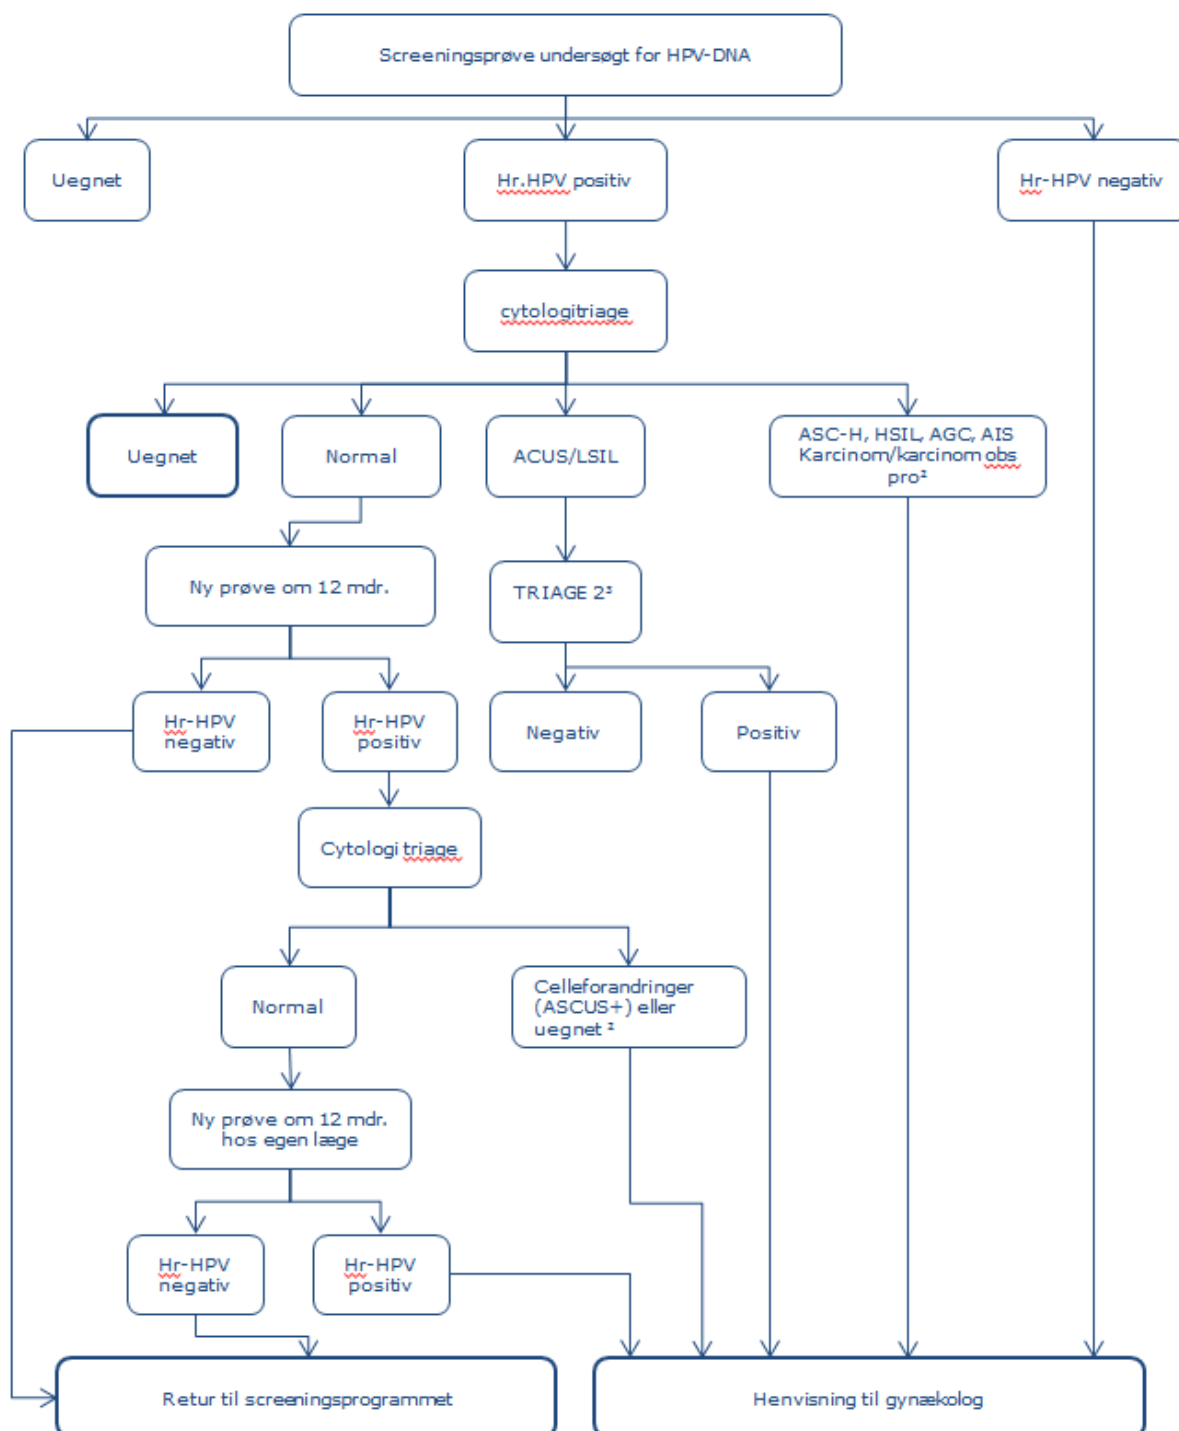 Screeningsprøve undersøgt for HPV-DNA
Uegnet
Hr.HPV positiv
Hr-HPV negativ
cytologitriage
Uegnet
Normal
ACUS/LSIL
ASC-H, HSIL, AGC, AIS
Karcinom/karcinom obs
pro²
Ny prøve om 12 mdr.
TRIAGE 2³
Hr-HPV
negativ
Hr-HPV
positiv
Negativ
Positiv
Cytologi triage
Normal
Celleforandringer
(ASCUS+) eller
uegnet ²
Ny prøve om 12 mdr.
hos egen læge
Hr-HPV
negativ
Hr-HPV
positiv
Retur til screeningsprogrammet
Henvisning til gynækolog